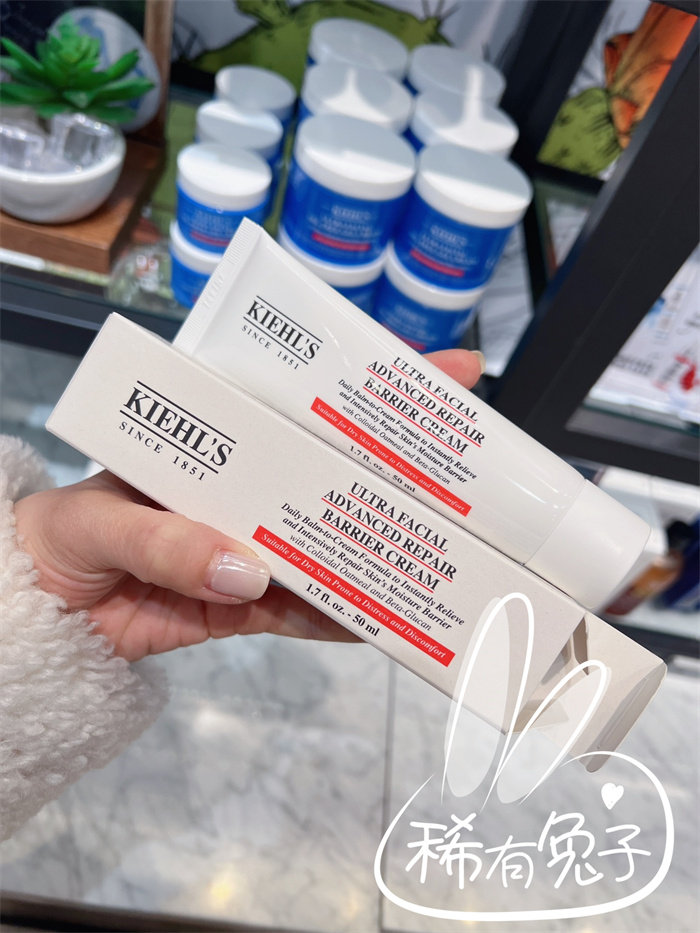 KIEHL'S
SINCE 1851
ULTRA FACIAL
ADVANCED REPAIR
BARRIER CREAM
Daily Balm-to-Cream Formula to Instantly Relieve
and Intensively Repair Skin's Moisture Barrier
with Colloidal Oatmeal and Beta-Glucan
Suitable for Dry Skin Prone to Distress and Discomfort
1.7 fl. oz. - 50 ml
KIEHL'S
SINCE 1851
ULTRA FACIAL
ADVANCED REPAIR
BARRIER CREAM
Daily Balm-to-Cream Formula to Instantly Relieve
and Intensively Repair Skin's Moisture Barrier
with Colloidal Oatmeal and Beta-Glucan
Suitable for Dry Skin Prone to Distress and Discomfort
1.7 fl. oz. - 50 ml
KIEHL'S
KIEHL'S
稀有兔子